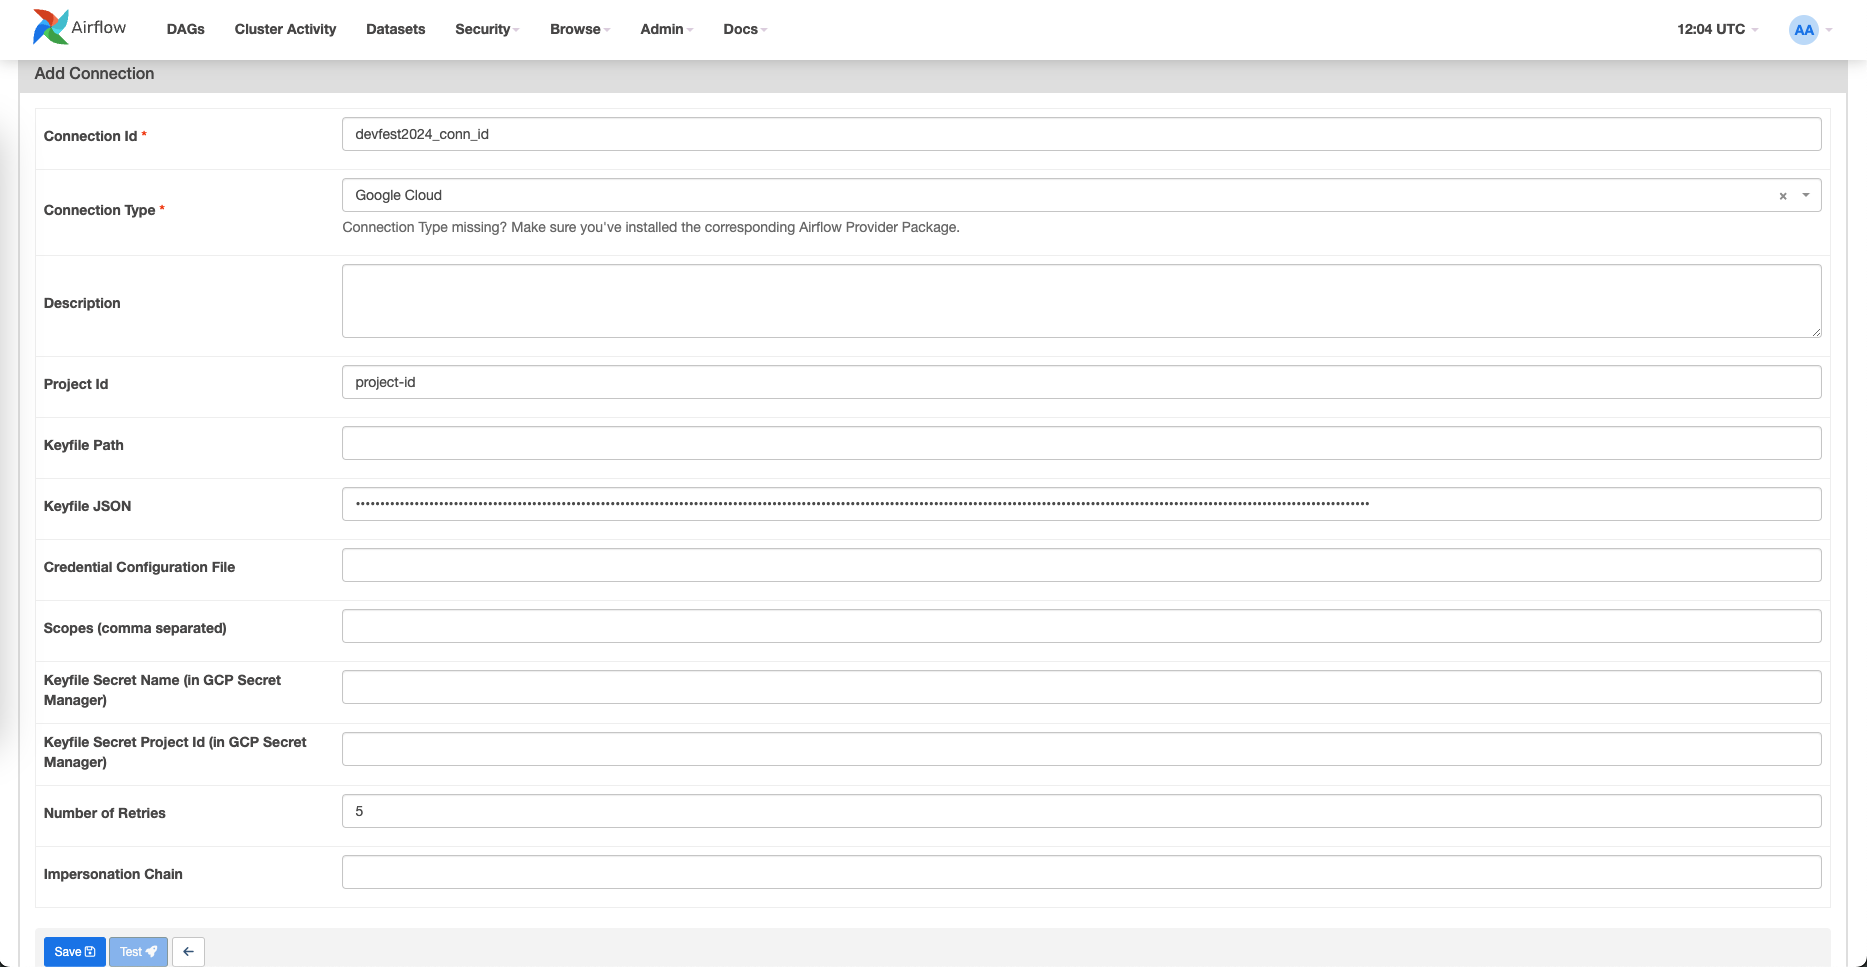 Airflow DAGs Cluster Activity Datasets Security Browse Admin Docs 12:04 UTC AA
Add Connection
Connection Id * devfest2024_conn_id
Connection Type * Google Cloud × 
Connection Type missing? Make sure you've installed the corresponding Airflow Provider Package.
Description
Project Id project-id
Keyfile Path
Keyfile JSON
Credential Configuration File
Scopes (comma separated)
Keyfile Secret Name (in GCP Secret
Manager)
Keyfile Secret Project Id (in GCP Secret
Manager)
Number of Retries 5
Impersonation Chain
Save Test ←